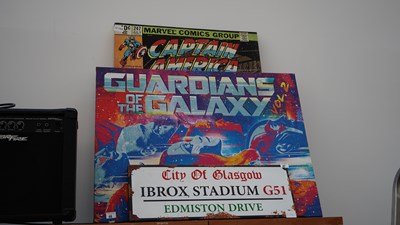 MARVEL COMICS GROUP
CAPTAIN
AMERICA
GUARDIANS
OF THE GALAXY
VOL. 2
City Of Glasgow
IBROX STADIUM G51
EDMISTON DRIVE